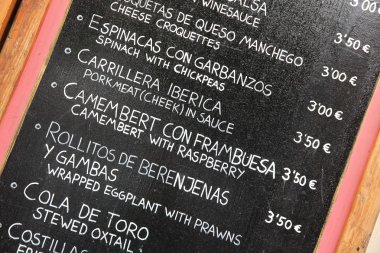 SALSA
WINESAUCE
CROQUETAS DE QUESO MANCHEGO
CHEESE CROQUETTES
3'50€
ESPINACAS CON GARBANZOS
SPINACH WITH CHICKPEAS
3'00 €
CARRILLERA IBERICA
PORK MEAT (CHEEK) IN SAUCE
3'00 €
CAMEMBERT CON FRAMBUESA
CAMEMBERT WITH RASPBERRY
3'50 €
ROLLITOS DE BERENJENAS
Y GAMBAS
WRAPPED EGGPLANT WITH PRAWNS
3'50 €
COLA DE TORO
STEWED OXTAIL
3'50 €